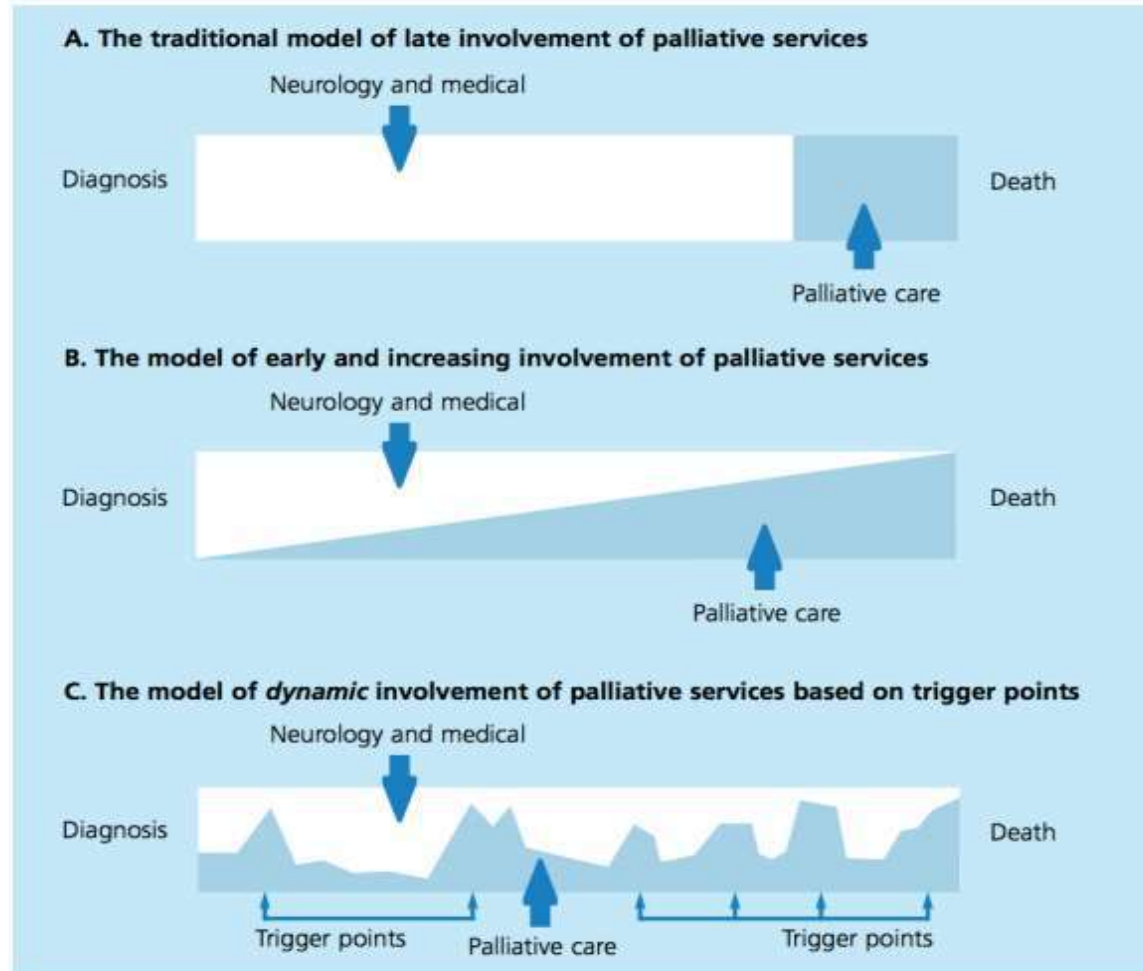 A. The traditional model of late involvement of palliative services
Neurology and medical
Diagnosis
Death
Palliative care
B. The model of early and increasing involvement of palliative services
Neurology and medical
Diagnosis
Death
Palliative care
C. The model of dynamic involvement of palliative services based on trigger points
Neurology and medical
Diagnosis
Death
Trigger points
Palliative care
Trigger points